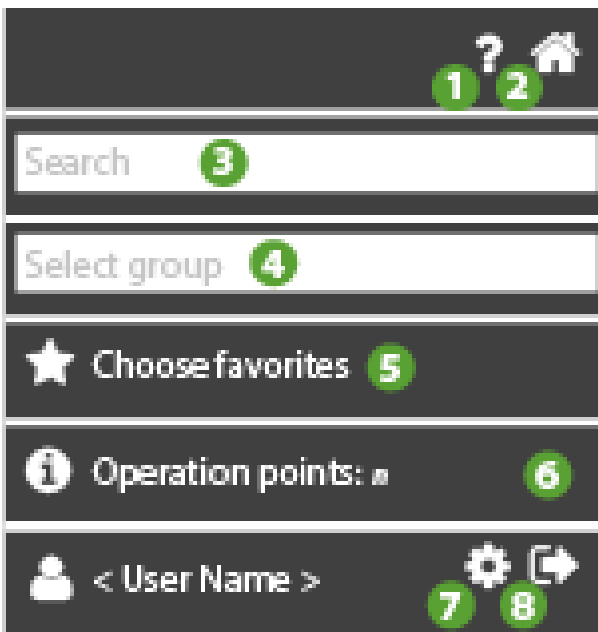 ?
1 2
Search 3
Select group 4
Choose favorites 5
Operation points: n 6
< User Name >
7 8